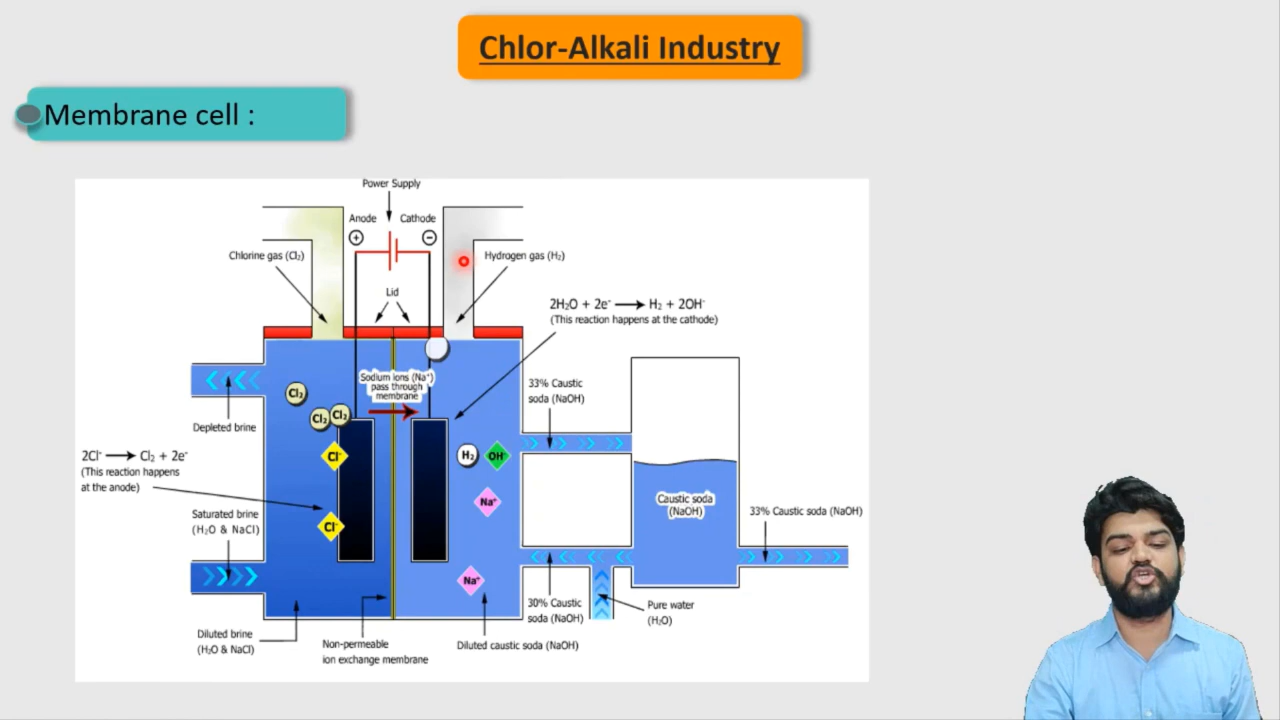 Chlor-Alkali Industry
Membrane cell :
Power Supply
Anode
Cathode
+
−
Chlorine gas (Cl₂)
Hydrogen gas (H₂)
Lid
2H₂O + 2e⁻ ⟶ H₂ + 2OH⁻
(This reaction happens at the cathode)
Sodium ions (Na⁺)
pass through
membrane
Cl₂
Cl₂
Cl₂
33% Caustic
soda (NaOH)
Depleted brine
2Cl⁻ ⟶ Cl₂ + 2e⁻
(This reaction happens
at the anode)
Cl⁻
H₂
OH⁻
Na⁺
Caustic soda
(NaOH)
33% Caustic soda (NaOH)
Saturated brine
(H₂O & NaCl)
Cl⁻
Na⁺
30% Caustic
soda (NaOH)
Pure water
(H₂O)
Diluted brine
(H₂O & NaCl)
Non-permeable
ion exchange membrane
Diluted caustic soda (NaOH)